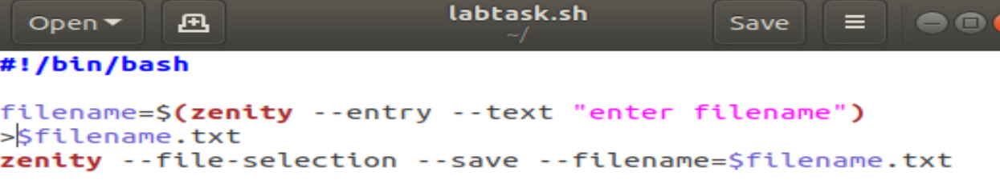 labtask.sh
Open Save
~/
#!/bin/bash
filename=$(zenity --entry --text "enter filename")
>$filename.txt
zenity --file-selection --save --filename=$filename.txt